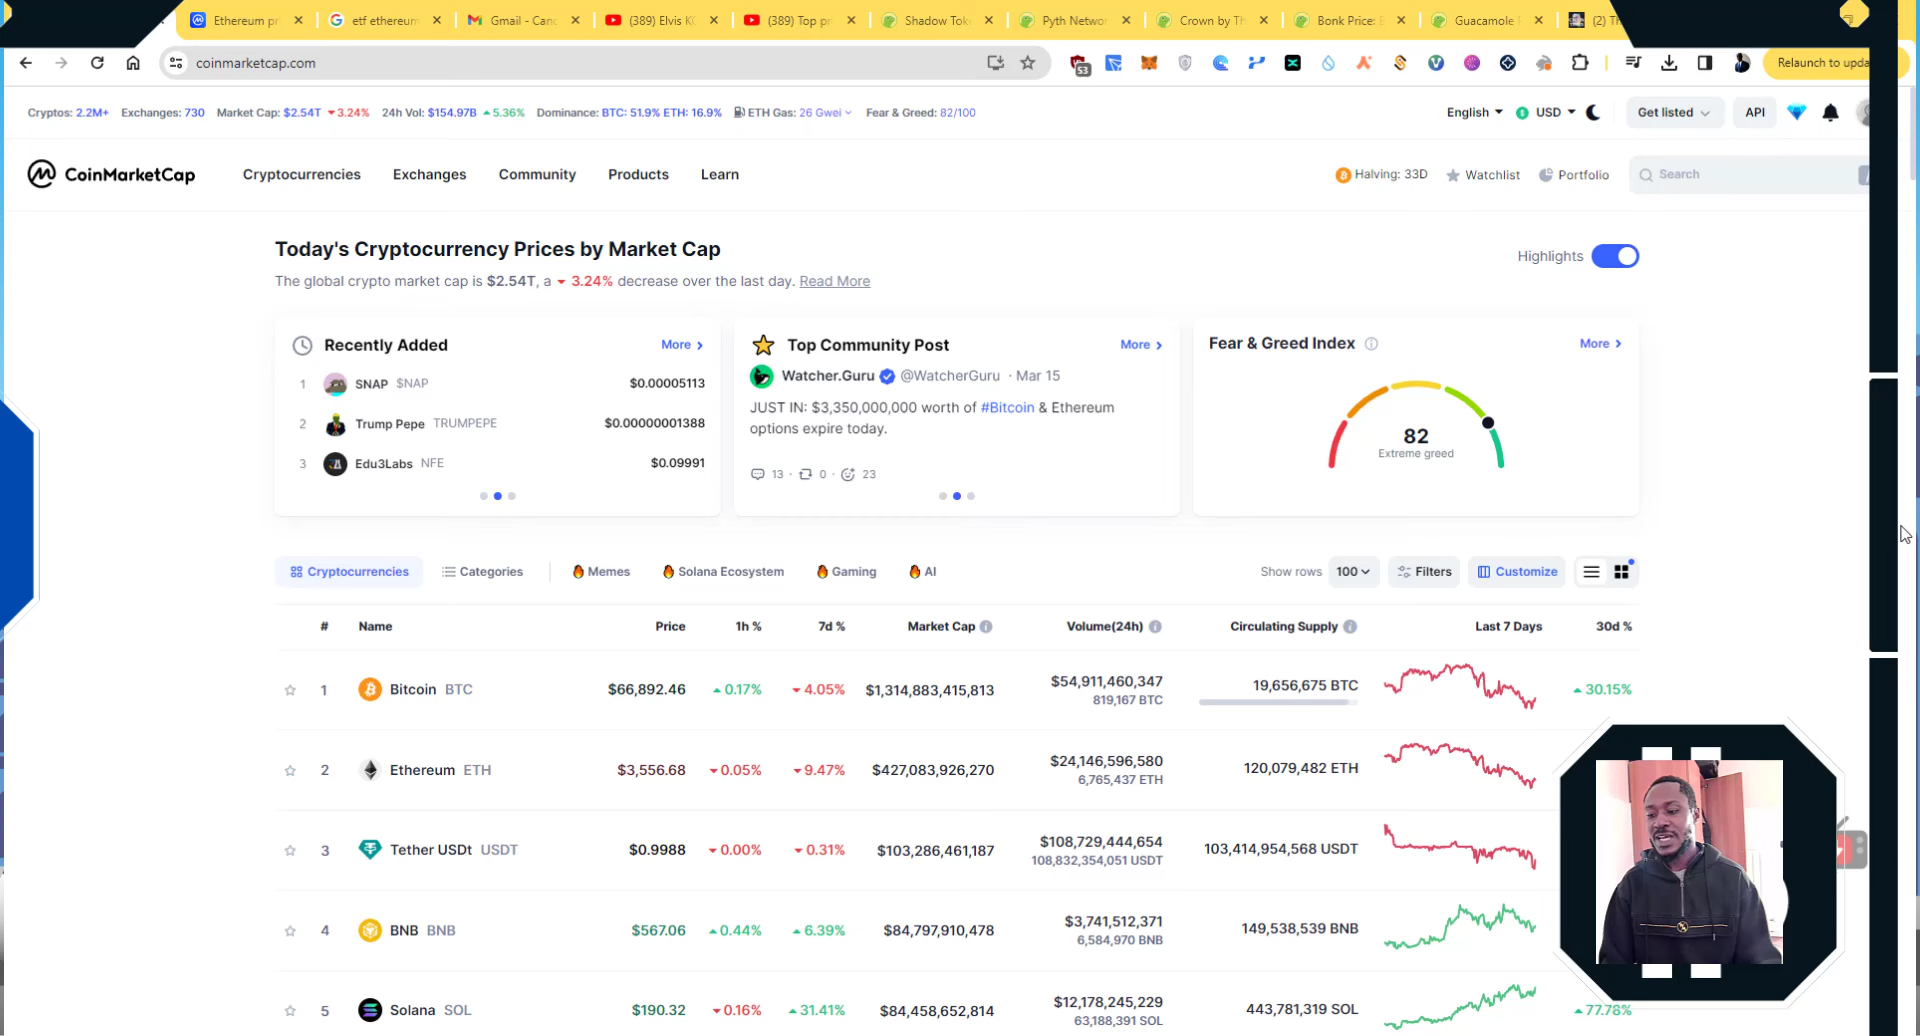 Ethereum pr
etf ethereum
Gmail - Canc
(389) Elvis KO
(389) Top pr
Shadow Tok
Pyth Networ
Crown by Th
Bonk Price: B
Guacamole
coinmarketcap.com
53
Relaunch to upda
Cryptos: 2.2M+ Exchanges: 730 Market Cap: $2.54T 3.24% 24h Vol: $154.97B 5.36% Dominance: BTC: 51.9% ETH: 16.9% ETH Gas: 26 Gwei Fear & Greed: 82/100
English USD Get listed API
CoinMarketCap Cryptocurrencies Exchanges Community Products Learn Halving: 33D Watchlist Portfolio Search
Today's Cryptocurrency Prices by Market Cap
Highlights
The global crypto market cap is $2.54T, a 3.24% decrease over the last day. Read More
Recently Added More >
1 SNAP $NAP $0.00005113
2 Trump Pepe TRUMPEPE $0.00000001388
3 Edu3Labs NFE $0.09991
Top Community Post More >
Watcher.Guru @WatcherGuru · Mar 15
JUST IN: $3,350,000,000 worth of #Bitcoin & Ethereum
options expire today.
13 · 0 · 23
Fear & Greed Index More >
82
Extreme greed
Cryptocurrencies Categories Memes Solana Ecosystem Gaming AI Show rows 100 Filters Customize
# Name Price 1h % 7d % Market Cap Volume(24h) Circulating Supply Last 7 Days 30d %
1 Bitcoin BTC $66,892.46 0.17% 4.05% $1,314,883,415,813 $54,911,460,347 19,656,675 BTC 30.15%
819,167 BTC
2 Ethereum ETH $3,556.68 0.05% 9.47% $427,083,926,270 $24,146,596,580 120,079,482 ETH
6,765,437 ETH
3 Tether USDt USDT $0.9988 0.00% 0.31% $103,286,461,187 $108,729,444,654 103,414,954,568 USDT
108,832,354,051 USDT
4 BNB BNB $567.06 0.44% 6.39% $84,797,910,478 $3,741,512,371 149,538,539 BNB
6,584,970 BNB
5 Solana SOL $190.32 0.16% 31.41% $84,458,652,814 $12,178,245,229 443,781,319 SOL 77.78%
63,188,391 SOL